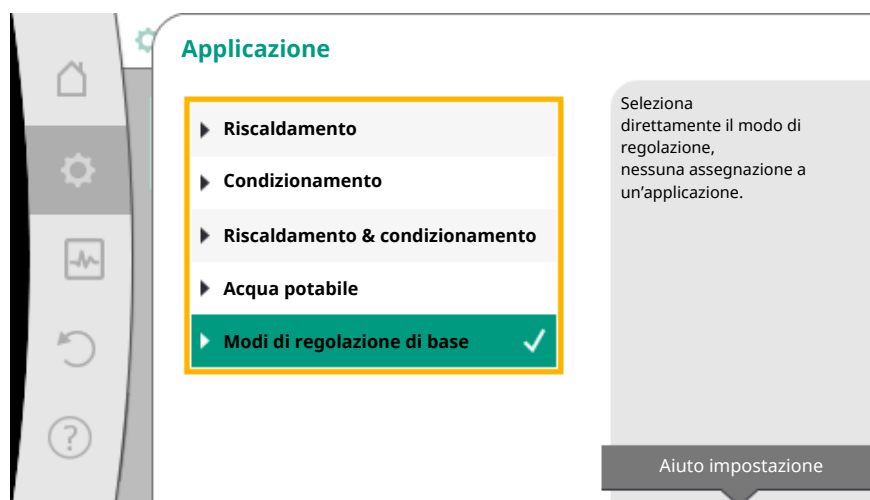 Applicazione
Riscaldamento
Condizionamento
Riscaldamento & condizionamento
Acqua potabile
Modi di regolazione di base
Seleziona
direttamente il modo di
regolazione,
nessuna assegnazione a
un'applicazione.
Aiuto impostazione
?